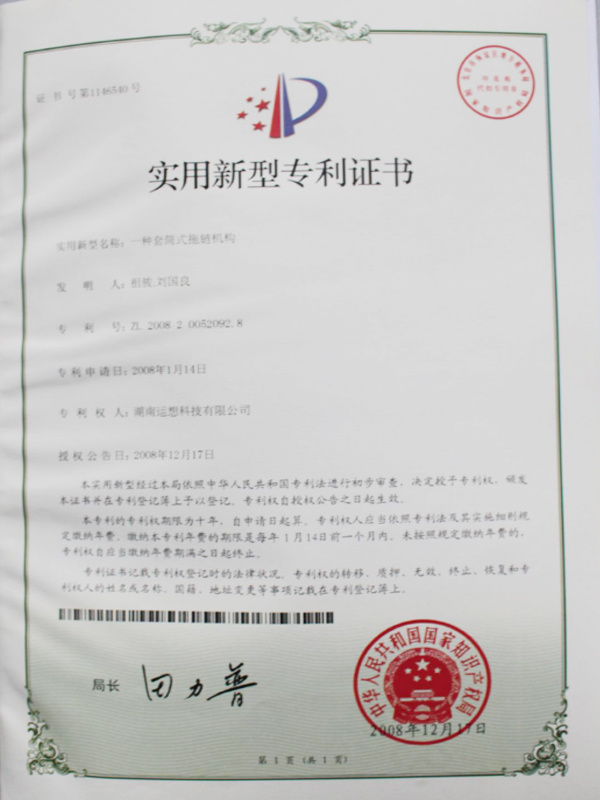 证书号第1146540号
实用新型专利证书
实用新型名称：一种套筒式拖链机构
发 明 人：祖敖,刘国良
专 利 号：ZL 2008 2 0052092.8
专利申请日：2008年1月14日
专 利 权 人：湖南运想科技有限公司
授权公告日：2008年12月17日
本实用新型经过本局依照中华人民共和国专利法进行初步审查，决定授予专利权，颁发
本证书并在专利登记簿上予以登记。专利权自授权公告之日起生效。
本专利的专利权期限为十年，自申请日起算。专利权人应当依照专利法及其实施细则规
定缴纳年费。缴纳本专利年费的期限是每年 1 月14日前一个月内。未按照规定缴纳年费的，
专利权自应当缴纳年费期满之日起终止。
专利证书记载专利权登记时的法律状况。专利权的转移、质押、无效、终止、恢复和专
利权人的姓名或名称、国籍、地址变更等事项记载在专利登记簿上。
局长 田力普
中华人民共和国国家知识产权局
2008年12月17日
第 1 页 (共 1 页)